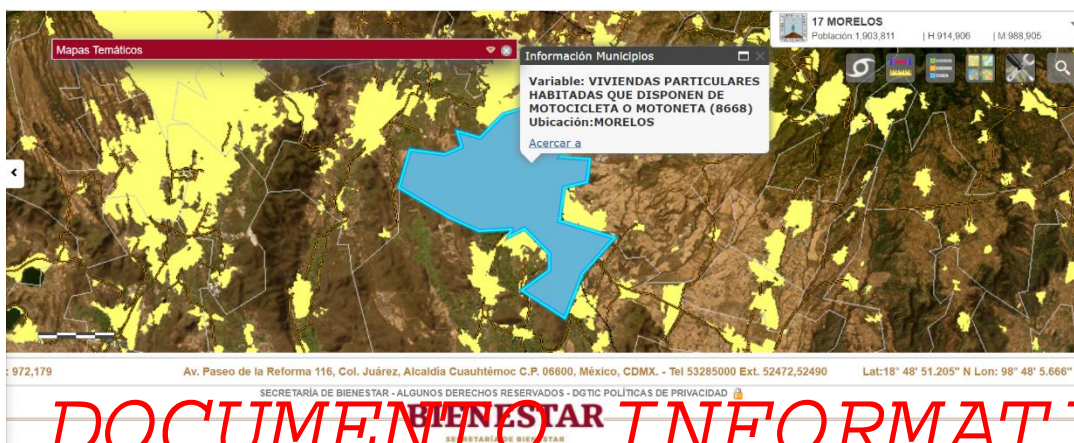 17 MORELOS
Población:1,903,811 | H:914,906 | M:988,905
Mapas Temáticos
Información Municipios
Variable: VIVIENDAS PARTICULARES
HABITADAS QUE DISPONEN DE
MOTOCICLETA O MOTONETA (8668)
Ubicación:MORELOS
Acercar a
: 972,179
Av. Paseo de la Reforma 116, Col. Juárez, Alcaldía Cuauhtémoc C.P. 06600, México, CDMX. - Tel 53285000 Ext. 52472,52490
Lat:18° 48' 51.205" N Lon: 98° 48' 5.666"
SECRETARÍA DE BIENESTAR - ALGUNOS DERECHOS RESERVADOS - DGTIC POLÍTICAS DE PRIVACIDAD
BIENESTAR
SECRETARÍA DE BIENESTAR
DOCUMENTO INFORMATI